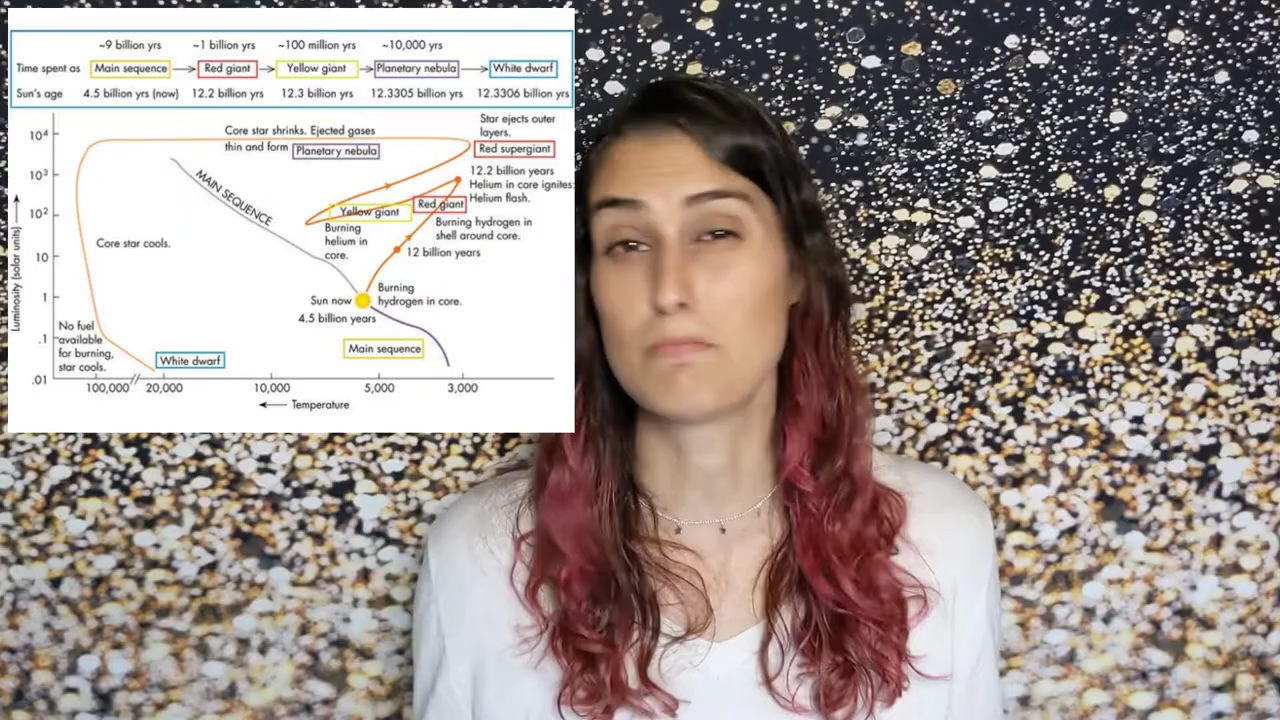 ~9 billion yrs ~1 billion yrs ~100 million yrs ~10,000 yrs
Time spent as Main sequence Red giant Yellow giant Planetary nebula White dwarf
Sun's age 4.5 billion yrs (now) 12.2 billion yrs 12.3 billion yrs 12.3305 billion yrs 12.3306 billion yrs
Star ejects outer
layers.
Red supergiant
Core star shrinks. Ejected gases
thin and form Planetary nebula
12.2 billion years
Helium in core ignites:
Helium flash.
MAIN SEQUENCE
Yellow giant
Red giant
Burning
helium in
core.
Burning hydrogen in
shell around core.
12 billion years
Core star cools.
Burning
hydrogen in core.
Sun now
4.5 billion years
Main sequence
No fuel
available
for burning,
star cools.
White dwarf
Luminosity (solar units)
10⁴
10³
10²
10
1
.1
.01
100,000 20,000 10,000 5,000 3,000
Temperature